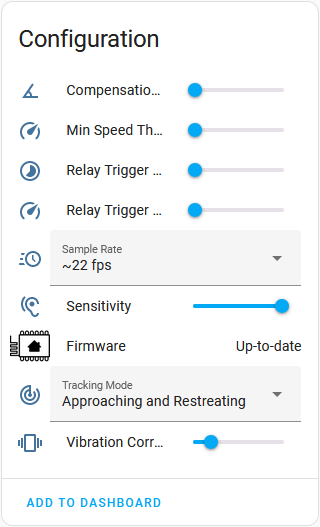 Configuration
Compensatio...
Min Speed Th...
Relay Trigger ...
Relay Trigger ...
Sample Rate
~22 fps
Sensitivity
Firmware Up-to-date
Tracking Mode
Approaching and Restreating
Vibration Corr...
ADD TO DASHBOARD